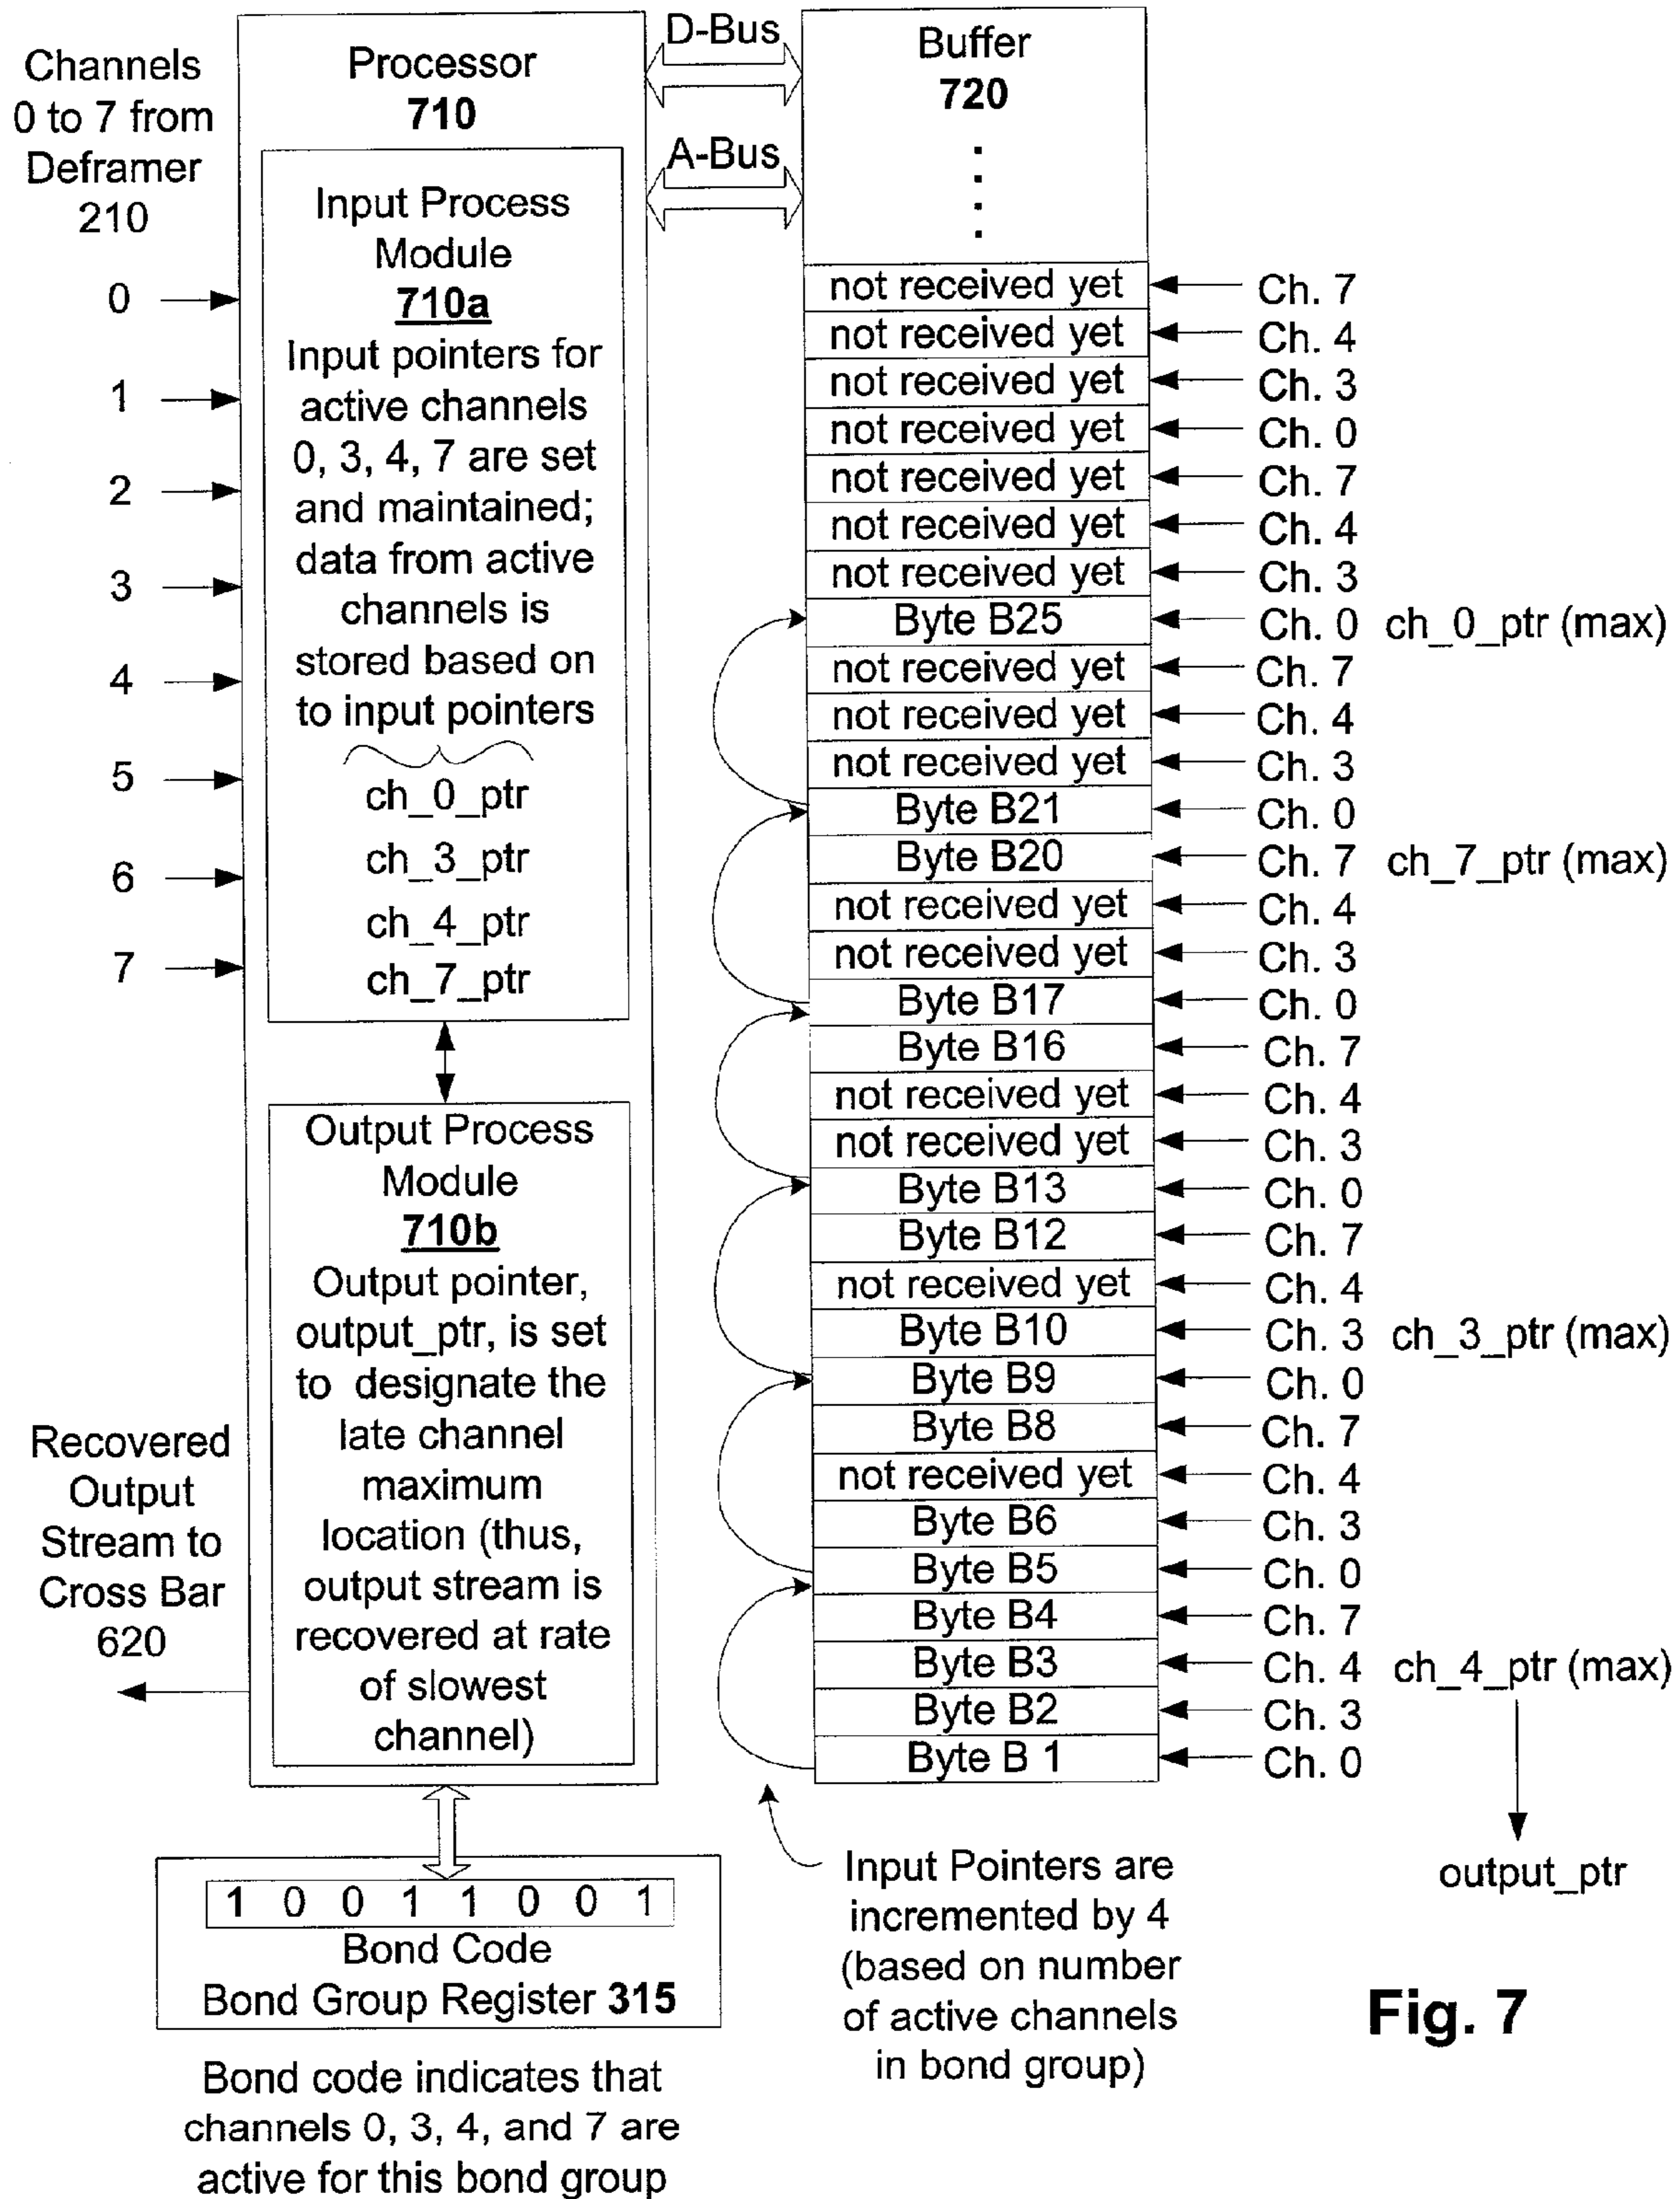 Channels
0 to 7 from
Deframer
210
0
1
2
3
4
5
6
7
Recovered
Output
Stream to
Cross Bar
620
Processor
710
Input Process
Module
710a
Input pointers for
active channels
0, 3, 4, 7 are set
and maintained;
data from active
channels is
stored based on
to input pointers
ch_0_ptr
ch_3_ptr
ch_4_ptr
ch_7_ptr
Output Process
Module
710b
Output pointer,
output_ptr, is set
to designate the
late channel
maximum
location (thus,
output stream is
recovered at rate
of slowest
channel)
D-Bus
A-Bus
Buffer
720
not received yet Ch. 7
not received yet Ch. 4
not received yet Ch. 3
not received yet Ch. 0
not received yet Ch. 7
not received yet Ch. 4
not received yet Ch. 3
Byte B25 Ch. 0 ch_0_ptr (max)
not received yet Ch. 7
not received yet Ch. 4
not received yet Ch. 3
Byte B21 Ch. 0
Byte B20 Ch. 7 ch_7_ptr (max)
not received yet Ch. 4
not received yet Ch. 3
Byte B17 Ch. 0
Byte B16 Ch. 7
not received yet Ch. 4
not received yet Ch. 3
Byte B13 Ch. 0
Byte B12 Ch. 7
not received yet Ch. 4
Byte B10 Ch. 3 ch_3_ptr (max)
Byte B9 Ch. 0
Byte B8 Ch. 7
not received yet Ch. 4
Byte B6 Ch. 3
Byte B5 Ch. 0
Byte B4 Ch. 7
Byte B3 Ch. 4 ch_4_ptr (max)
Byte B2 Ch. 3
Byte B 1 Ch. 0
output_ptr
1 0 0 1 1 0 0 1
Bond Code
Bond Group Register 315
Bond code indicates that
channels 0, 3, 4, and 7 are
active for this bond group
Input Pointers are
incremented by 4
(based on number
of active channels
in bond group)
Fig. 7